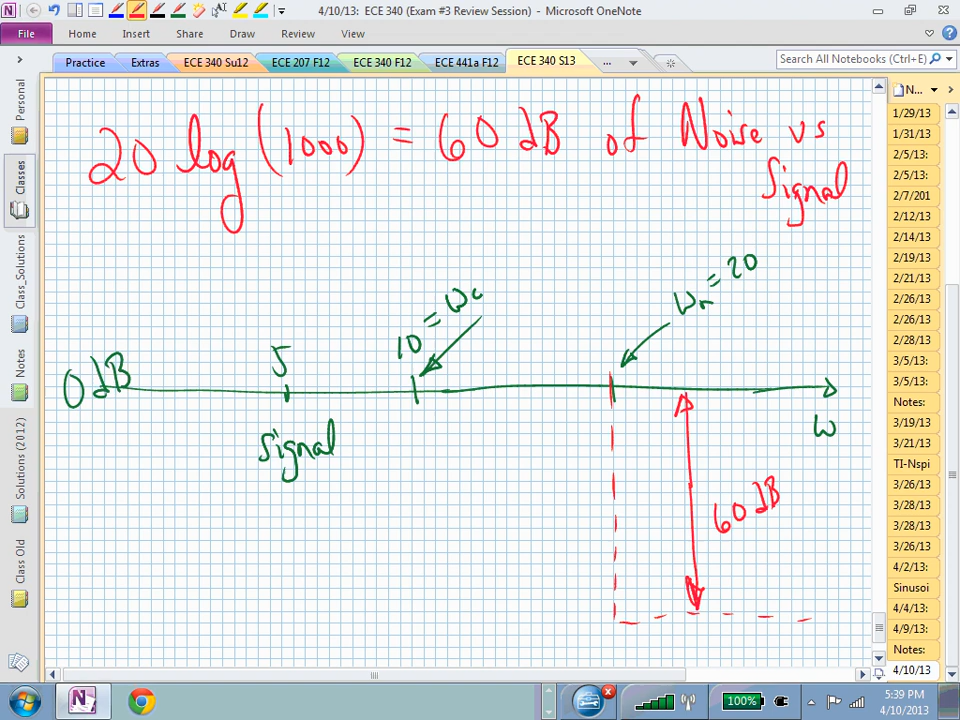 4/10/13: ECE 340 (Exam #3 Review Session) - Microsoft OneNote
File Home Insert Share Draw Review View
Practice Extras ECE 340 Su12 ECE 207 F12 ECE 340 F12 ECE 441a F12 ECE 340 S13 ...
Search All Notebooks (Ctrl+E)
Personal
Classes
Class_Solutions
Notes
Solutions (2012)
Class Old
20 log (1000) = 60 dB of Noise vs
Signal
ωr = 20
10 = ωc
5
0 dB
ω
Signal
60 dB
N...
1/29/13
1/31/13
2/5/13:
2/5/13:
2/7/201
2/12/13
2/14/13
2/19/13
2/21/13
2/26/13
2/26/13
2/28/13
3/5/13:
3/5/13:
Notes:
3/19/13
3/21/13
TI-Nspi
3/26/13
3/28/13
3/28/13
3/26/13
4/2/13:
Sinusoi
4/4/13:
4/9/13:
Notes:
4/10/13
100%
5:39 PM
4/10/2013